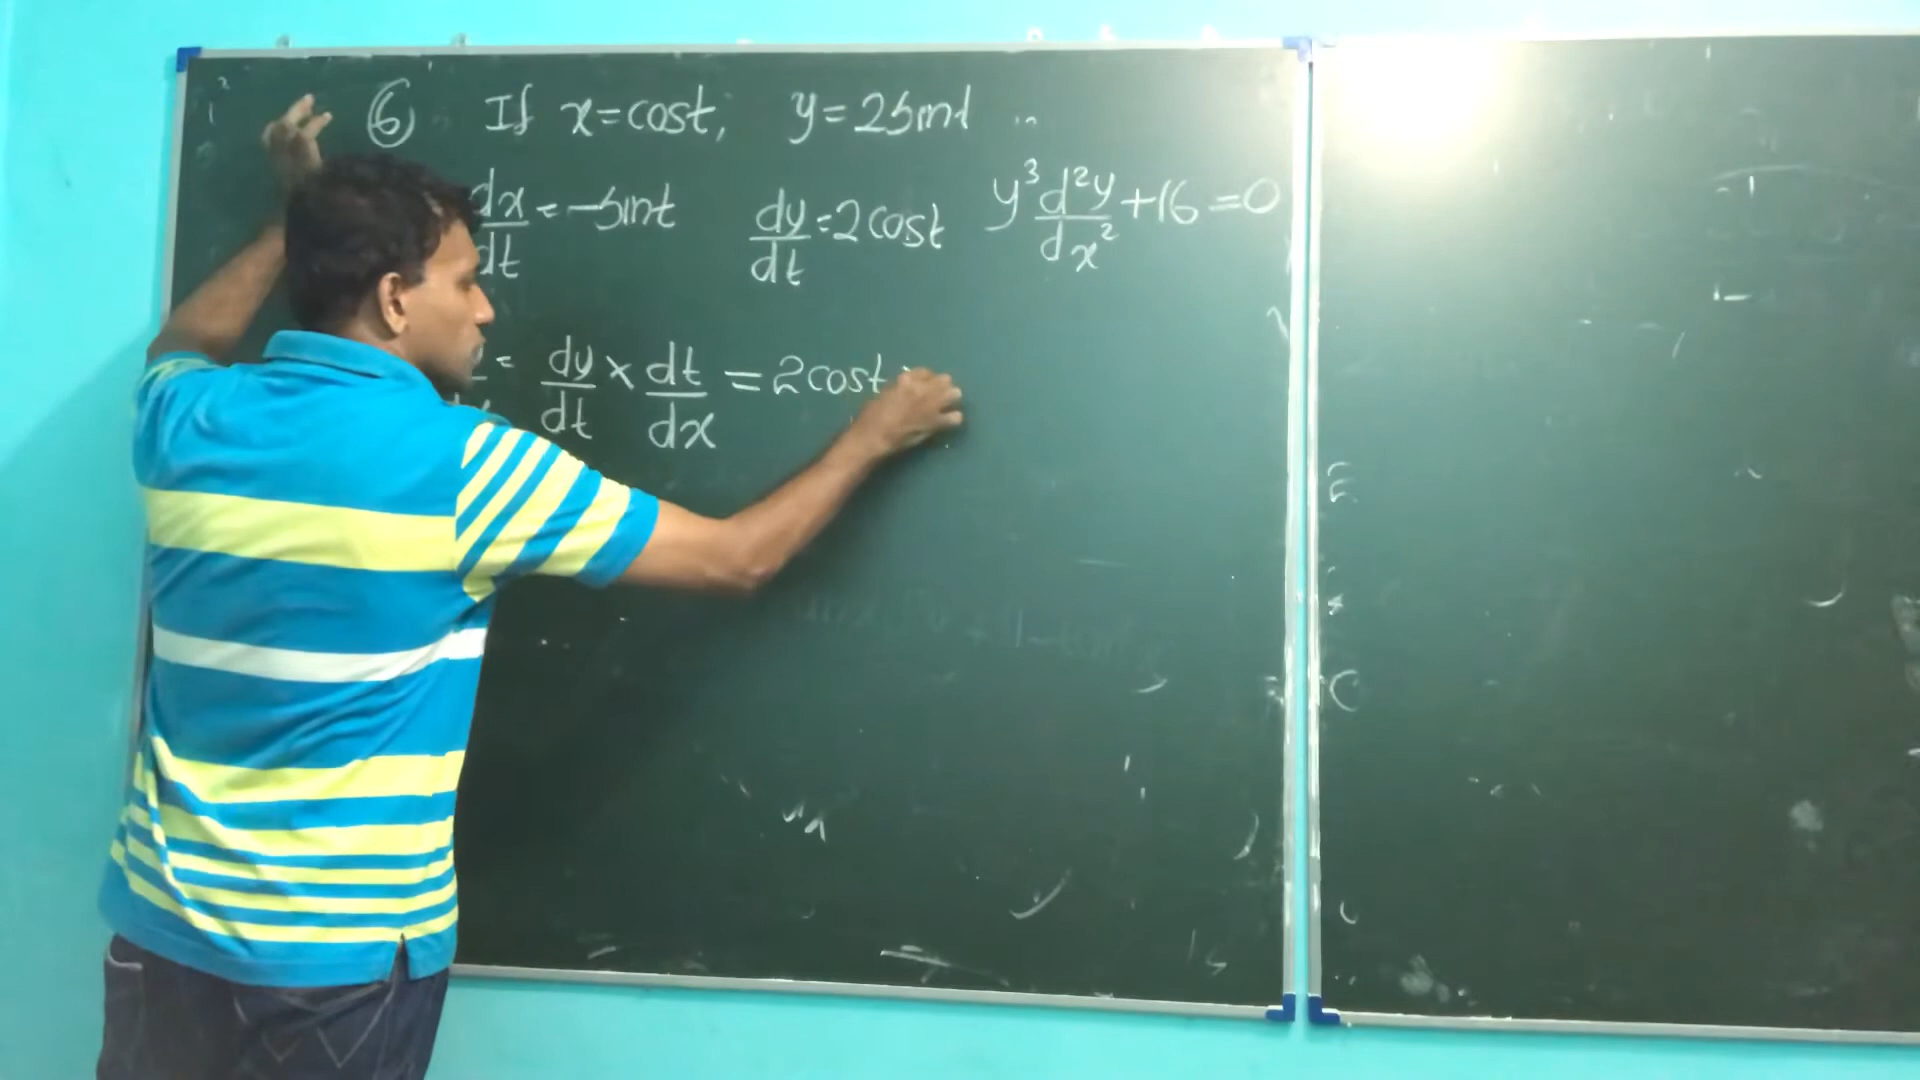 ⑥ If x=cost, y=2sint
dx/dt = -sint dy/dt = 2cost y³ d²y/dx² +16=0
= dy/dt × dt/dx = 2cost